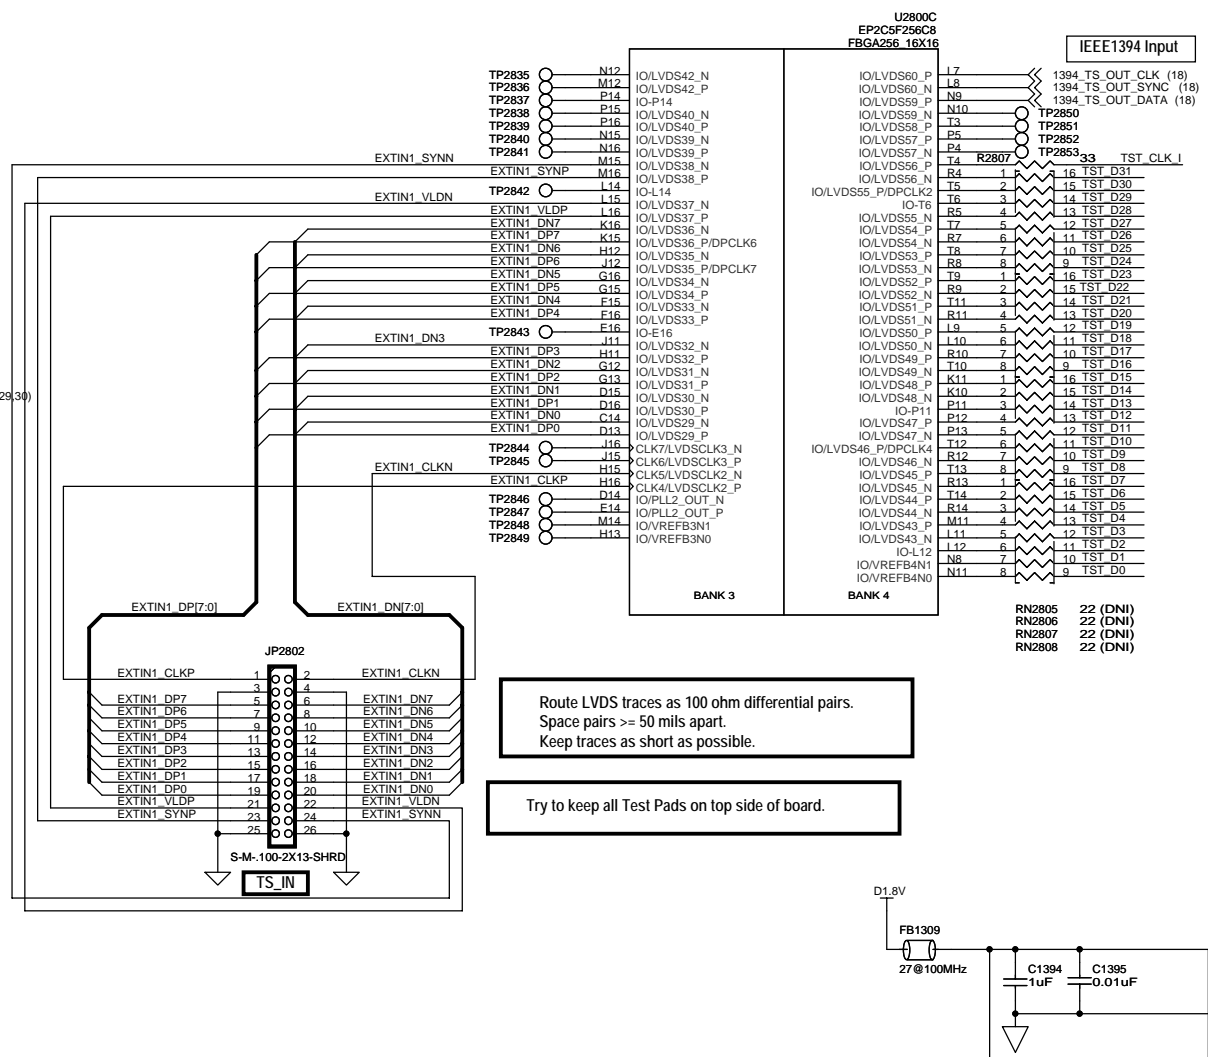 U2800C
EP2C5F256C8
FBGA256_16X16
IEEE1394 Input
TP2835 N12 IO/LVDS42_N
TP2836 M12 IO/LVDS42_P
TP2837 P14 IO-P14
TP2838 P15 IO/LVDS40_N
TP2839 P16 IO/LVDS40_P
TP2840 N15 IO/LVDS39_N
TP2841 N16 IO/LVDS39_P
EXTIN1_SYNN M15 IO/LVDS38_N
EXTIN1_SYNP M16 IO/LVDS38_P
TP2842 L14 IO-L14
EXTIN1_VLDN L15 IO/LVDS37_N
EXTIN1_VLDP L16 IO/LVDS37_P
EXTIN1_DN7 K16 IO/LVDS36_N
EXTIN1_DP7 K15 IO/LVDS36_P/DPCLK6
EXTIN1_DN6 H12 IO/LVDS35_N
EXTIN1_DP6 J12 IO/LVDS35_P/DPCLK7
EXTIN1_DN5 G16 IO/LVDS34_N
EXTIN1_DP5 G15 IO/LVDS34_P
EXTIN1_DN4 F15 IO/LVDS33_N
EXTIN1_DP4 F16 IO/LVDS33_P
TP2843 E16 IO-E16
EXTIN1_DN3 J11 IO/LVDS32_N
EXTIN1_DP3 H11 IO/LVDS32_P
EXTIN1_DN2 G12 IO/LVDS31_N
EXTIN1_DP2 G13 IO/LVDS31_P
EXTIN1_DN1 D15 IO/LVDS30_N
EXTIN1_DP1 D16 IO/LVDS30_P
EXTIN1_DN0 C14 IO/LVDS29_N
EXTIN1_DP0 D13 IO/LVDS29_P
TP2844 J16 CLK7/LVDSCLK3_N
TP2845 J15 CLK6/LVDSCLK3_P
EXTIN1_CLKN H15 CLK5/LVDSCLK2_N
EXTIN1_CLKP H16 CLK4/LVDSCLK2_P
TP2846 D14 IO/PLL2_OUT_N
TP2847 E14 IO/PLL2_OUT_P
TP2848 M14 IO/VREFB3N1
TP2849 H13 IO/VREFB3N0
BANK 3
29,30)
IO/LVDS60_P L7 1394_TS_OUT_CLK (18)
IO/LVDS60_N L8 1394_TS_OUT_SYNC (18)
IO/LVDS59_P N9 1394_TS_OUT_DATA (18)
IO/LVDS59_N N10 TP2850
IO/LVDS58_P T3 TP2851
IO/LVDS57_P P5 TP2852
IO/LVDS57_N P4 TP2853
IO/LVDS56_P T4 R2807 33 TST_CLK_I
IO/LVDS56_N R4 1 16 TST_D31
IO/LVDS55_P/DPCLK2 T5 2 15 TST_D30
IO-T6 T6 3 14 TST_D29
IO/LVDS55_N R5 4 13 TST_D28
IO/LVDS54_P T7 5 12 TST_D27
IO/LVDS54_N R7 6 11 TST_D26
IO/LVDS53_P T8 7 10 TST_D25
IO/LVDS53_N R8 8 9 TST_D24
IO/LVDS52_P T9 1 16 TST_D23
IO/LVDS52_N R9 2 15 TST_D22
IO/LVDS51_P T11 3 14 TST_D21
IO/LVDS51_N R11 4 13 TST_D20
IO/LVDS50_P L9 5 12 TST_D19
IO/LVDS50_N L10 6 11 TST_D18
IO/LVDS49_P R10 7 10 TST_D17
IO/LVDS49_N T10 8 9 TST_D16
IO/LVDS48_P K11 1 16 TST_D15
IO/LVDS48_N K10 2 15 TST_D14
IO-P11 P11 3 14 TST_D13
IO/LVDS47_P P12 4 13 TST_D12
IO/LVDS47_N P13 5 12 TST_D11
IO/LVDS46_P/DPCLK4 T12 6 11 TST_D10
IO/LVDS46_N R12 7 10 TST_D9
IO/LVDS45_P T13 8 9 TST_D8
IO/LVDS45_N R13 1 16 TST_D7
IO/LVDS44_P T14 2 15 TST_D6
IO/LVDS44_N R14 3 14 TST_D5
IO/LVDS43_P M11 4 13 TST_D4
IO/LVDS43_N L11 5 12 TST_D3
IO-L12 L12 6 11 TST_D2
IO/VREFB4N1 N8 7 10 TST_D1
IO/VREFB4N0 N11 8 9 TST_D0
BANK 4
RN2805 22 (DNI)
RN2806 22 (DNI)
RN2807 22 (DNI)
RN2808 22 (DNI)
EXTIN1_DP[7:0] EXTIN1_DN[7:0]
JP2802
EXTIN1_CLKP 1 2 EXTIN1_CLKN
3 4
EXTIN1_DP7 5 6 EXTIN1_DN7
EXTIN1_DP6 7 8 EXTIN1_DN6
EXTIN1_DP5 9 10 EXTIN1_DN5
EXTIN1_DP4 11 12 EXTIN1_DN4
EXTIN1_DP3 13 14 EXTIN1_DN3
EXTIN1_DP2 15 16 EXTIN1_DN2
EXTIN1_DP1 17 18 EXTIN1_DN1
EXTIN1_DP0 19 20 EXTIN1_DN0
EXTIN1_VLDP 21 22 EXTIN1_VLDN
EXTIN1_SYNP 23 24 EXTIN1_SYNN
25 26
S-M-.100-2X13-SHRD
TS_IN
Route LVDS traces as 100 ohm differential pairs.
Space pairs >= 50 mils apart.
Keep traces as short as possible.
Try to keep all Test Pads on top side of board.
D1.8V
FB1309
27@100MHz
C1394
1uF
C1395
0.01uF